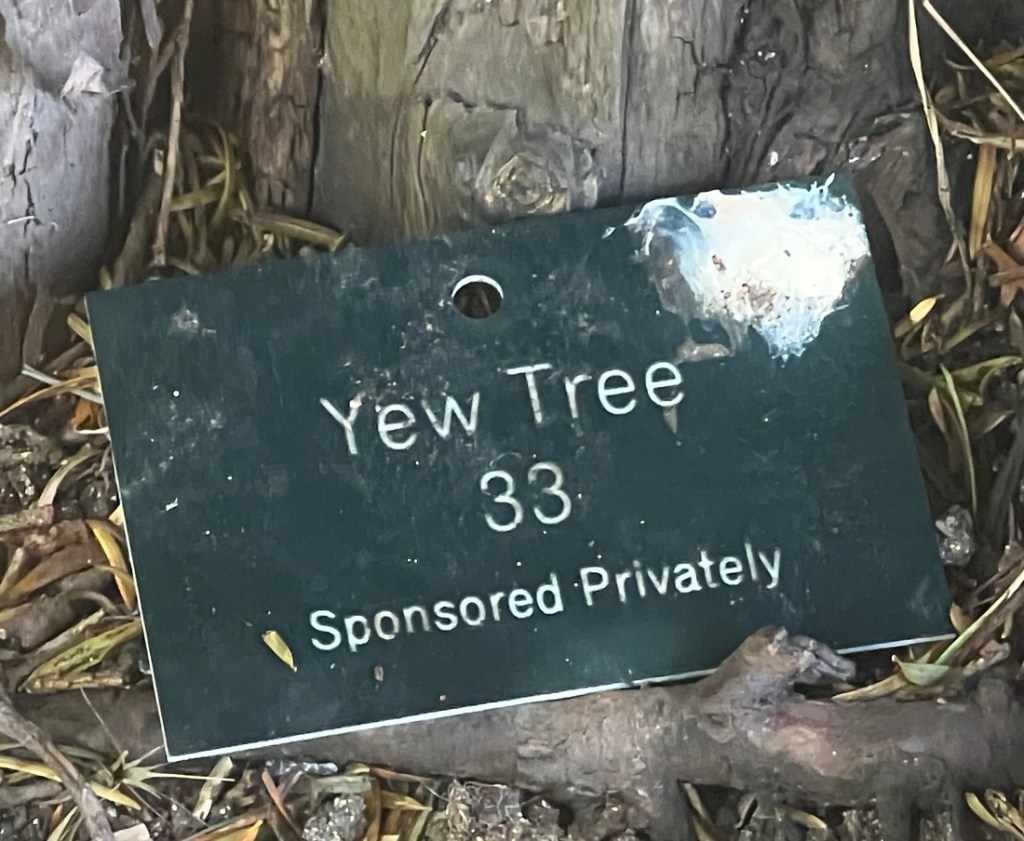 Yew Tree
33
Sponsored Privately